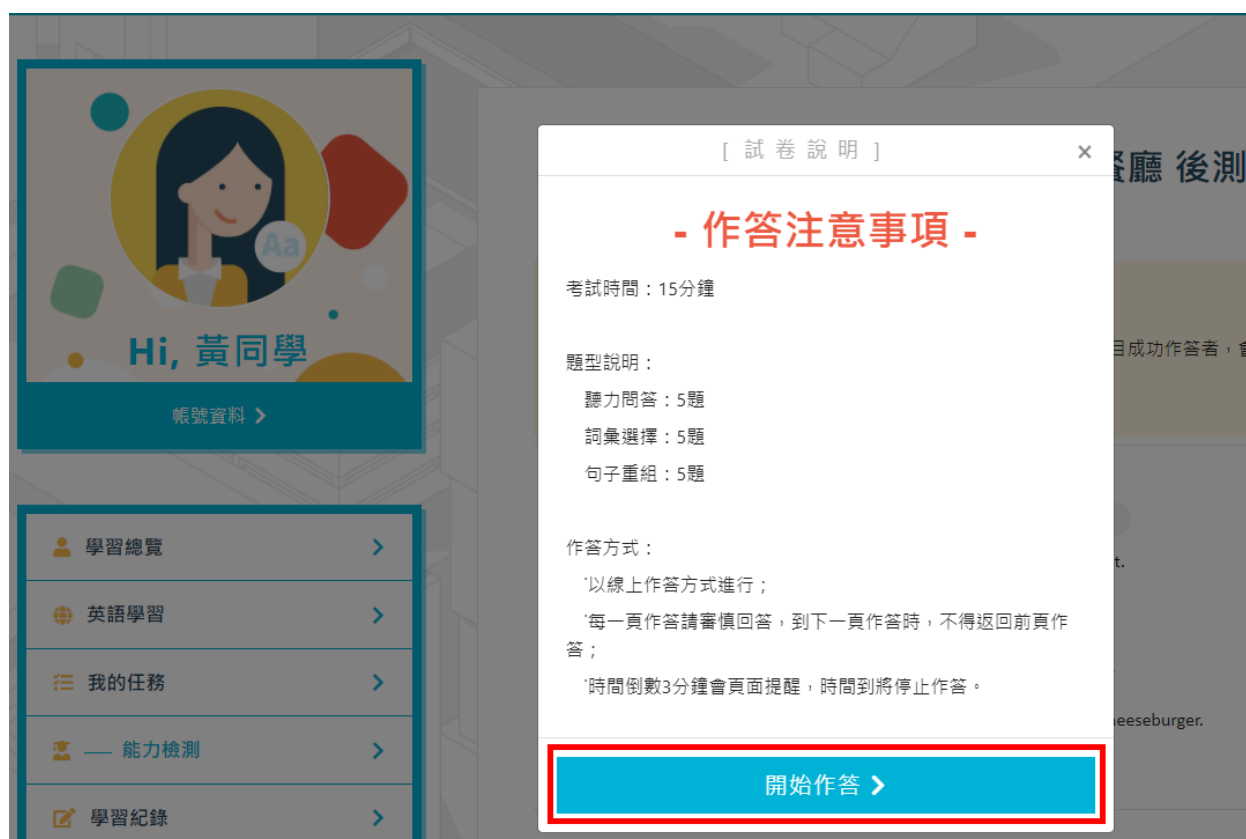 Aa
Hi, 黃同學
帳號資料
學習總覽
英語學習
我的任務
能力檢測
學習紀錄
[ 試 卷 說 明 ]
×
- 作答注意事項 -
考試時間：15分鐘
題型說明：
聽力問答：5題
詞彙選擇：5題
句子重組：5題
作答方式：
˙以線上作答方式進行；
˙每一頁作答請審慎回答，到下一頁作答時，不得返回前頁作
答；
˙時間倒數3分鐘會頁面提醒，時間到將停止作答。
開始作答
廳 後測
成功作答者，
t.
eeseburger.